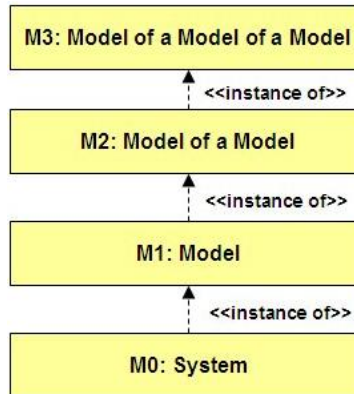 M3: Model of a Model of a Model
<<instance of>>
M2: Model of a Model
<<instance of>>
M1: Model
<<instance of>>
M0: System